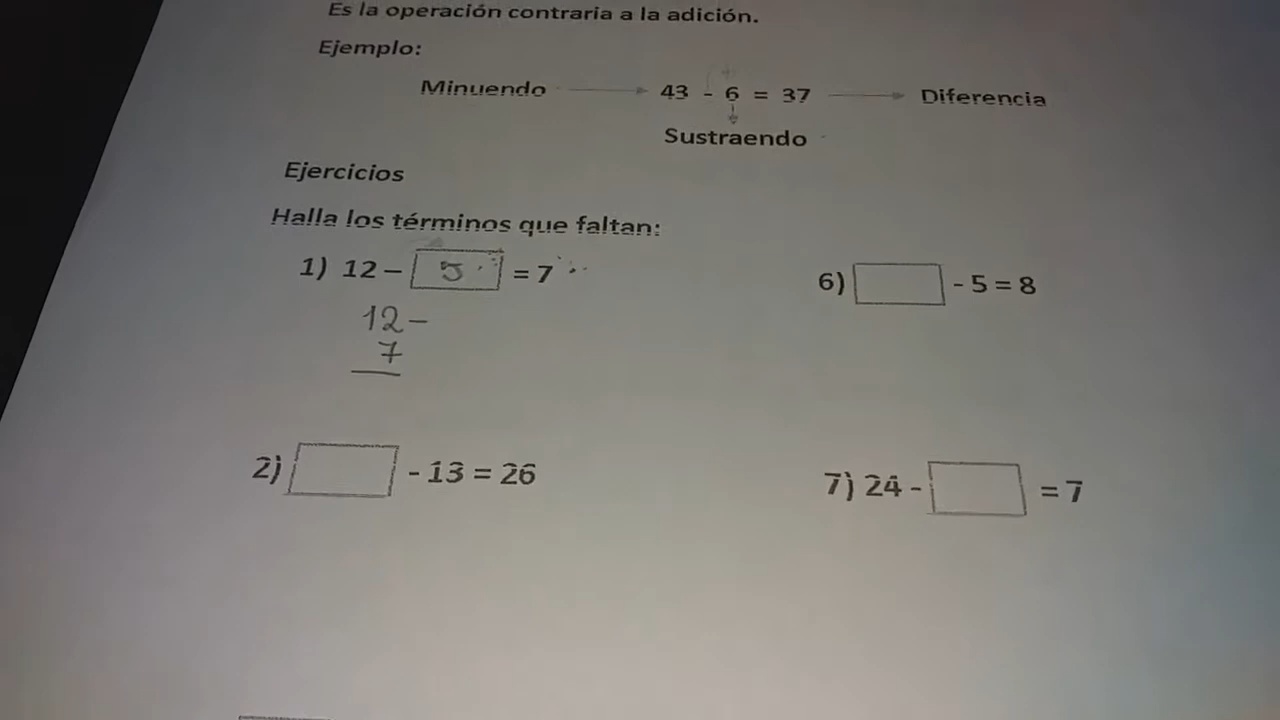 Es la operación contraria a la adición.
Ejemplo:
Minuendo 43 - 6 = 37 Diferencia
Sustraendo
Ejercicios
Halla los términos que faltan:
1) 12 – 5 = 7
12 –
7
6) - 5 = 8
2) - 13 = 26
7) 24 - = 7